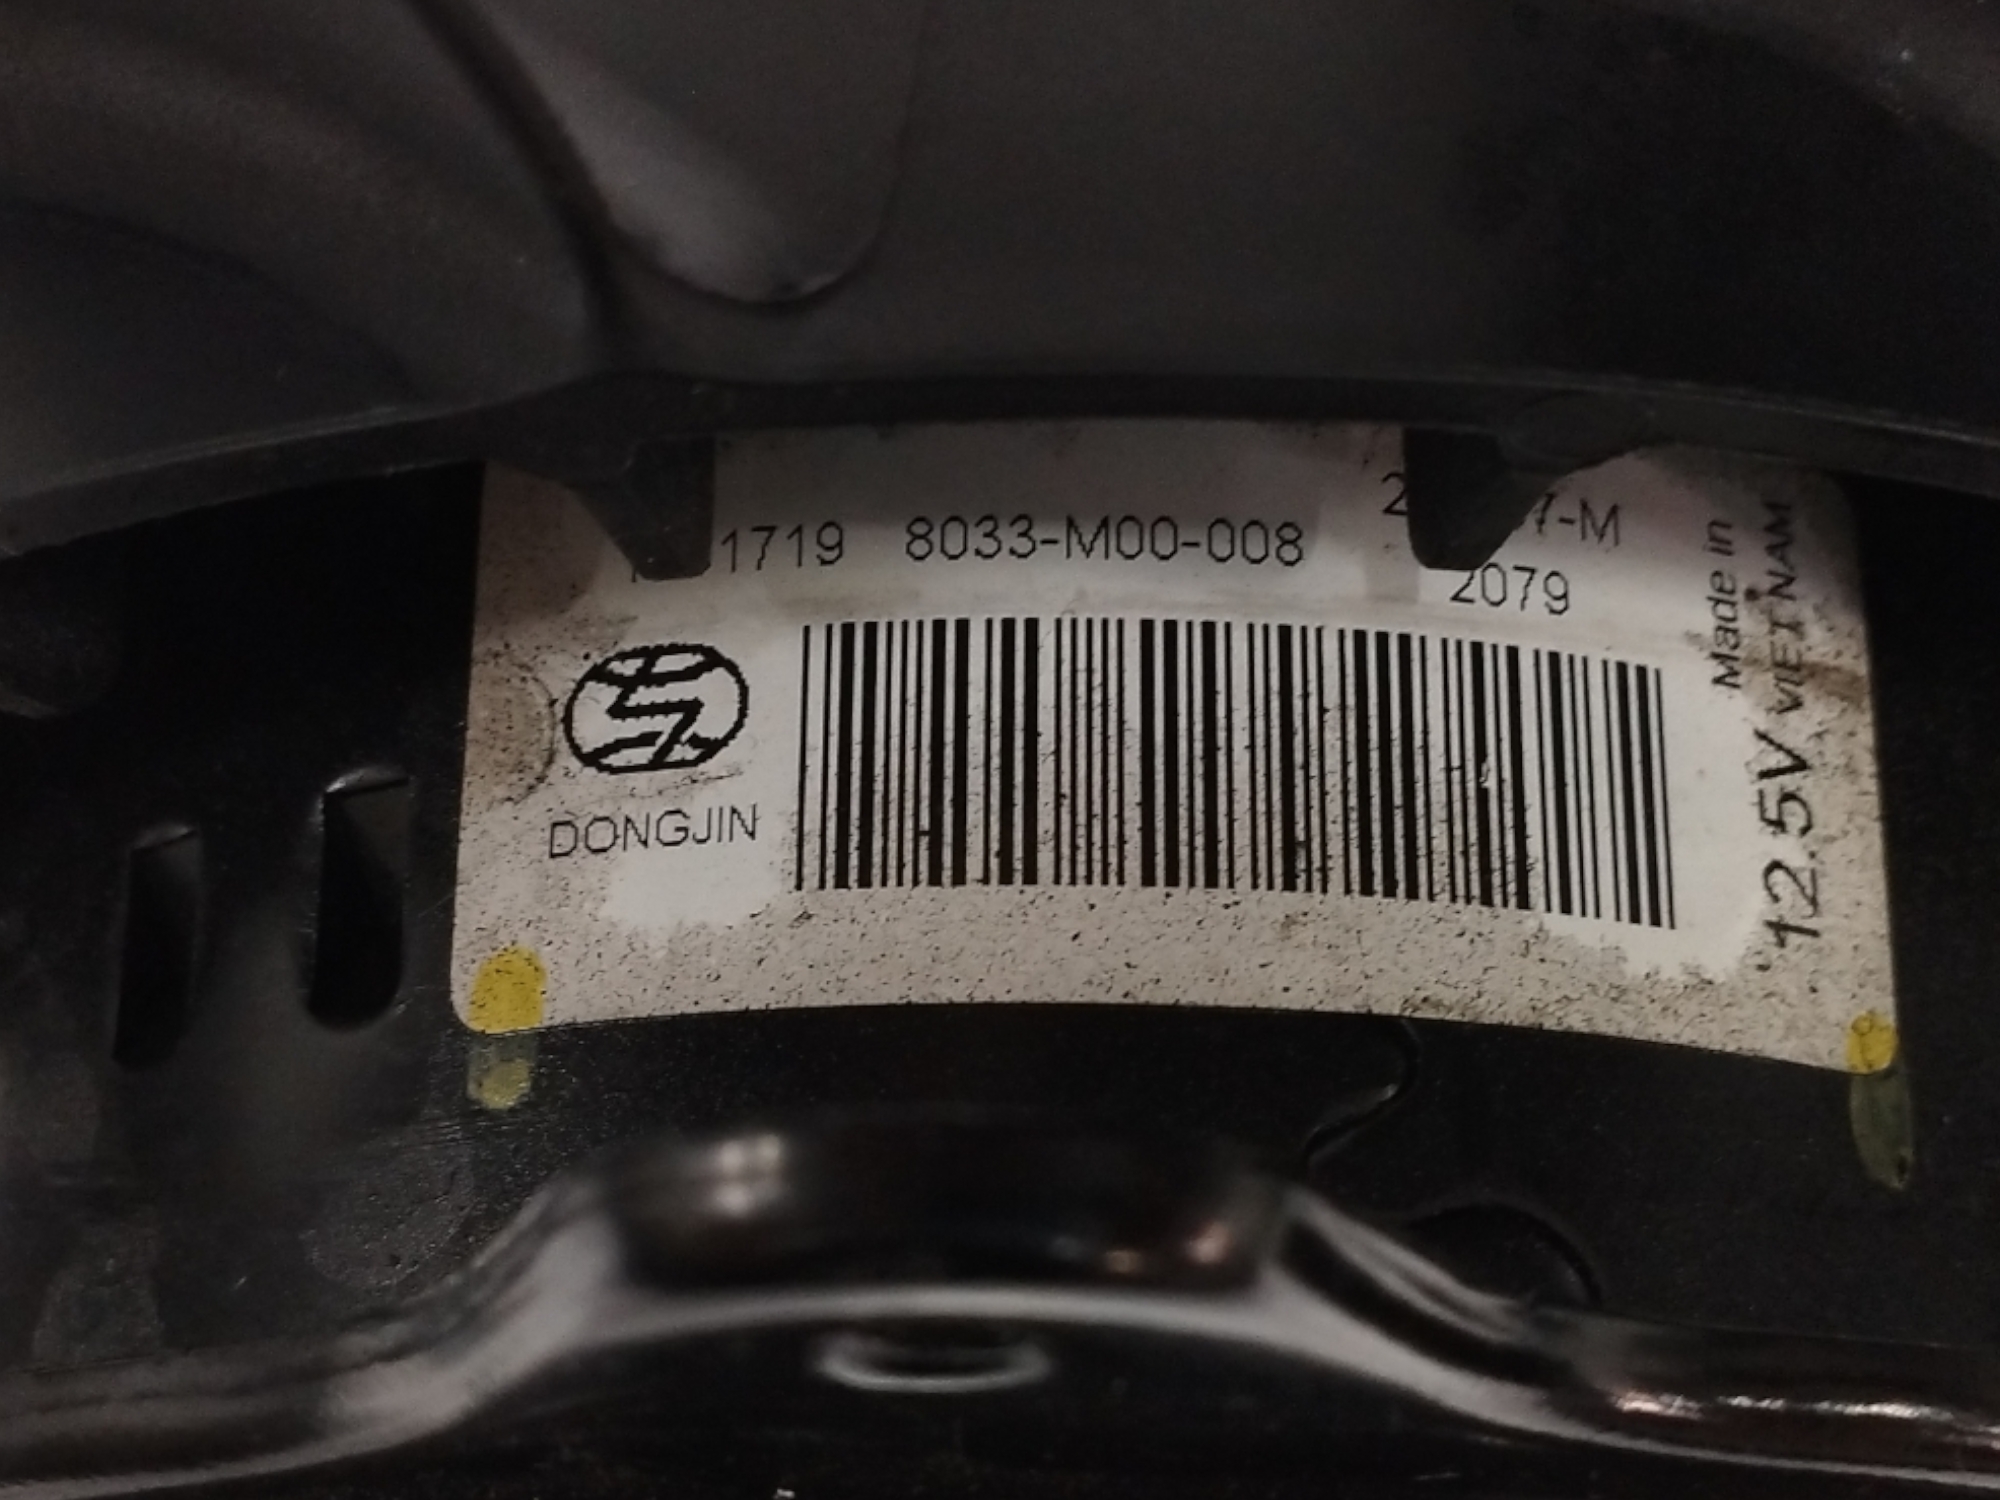 1719 8033-M00-008
2079
DONGJIN
Made in
VIETNAM
12.5V